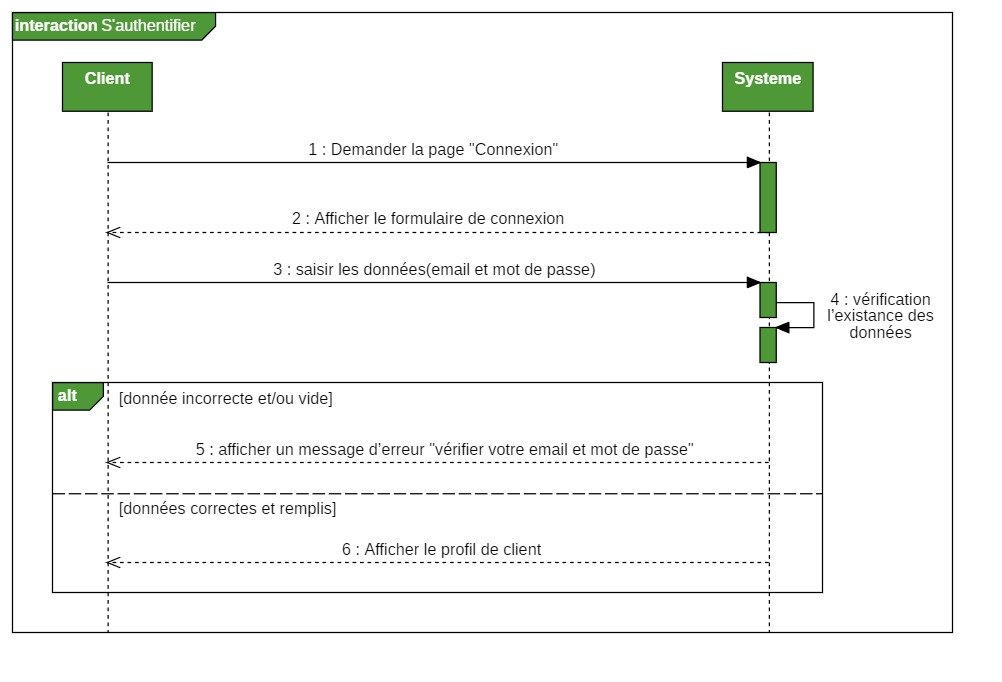 interaction S'authentifier
Client
Systeme
1 : Demander la page "Connexion"
2 : Afficher le formulaire de connexion
3 : saisir les données(email et mot de passe)
4 : vérification
l’existance des
données
alt
[donnée incorrecte et/ou vide]
5 : afficher un message d’erreur "vérifier votre email et mot de passe"
[données correctes et remplis]
6 : Afficher le profil de client